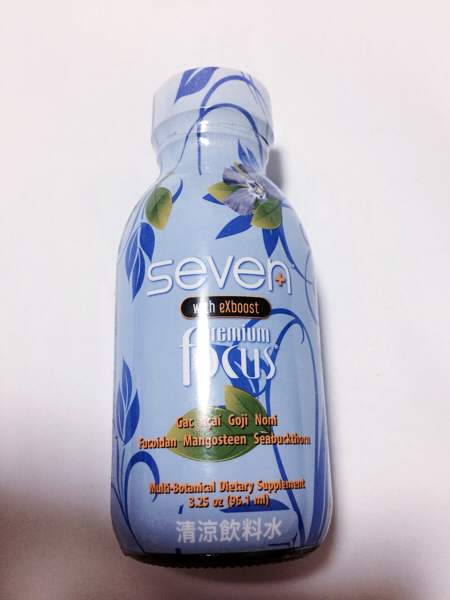 seven+
with eXboost
Premium
focus
Gac Açaí Goji Noni
Fucoidan Mangosteen Seabuckthorn
Multi-Botanical Dietary Supplement
3.25 oz (96.1 ml)
清涼飲料水